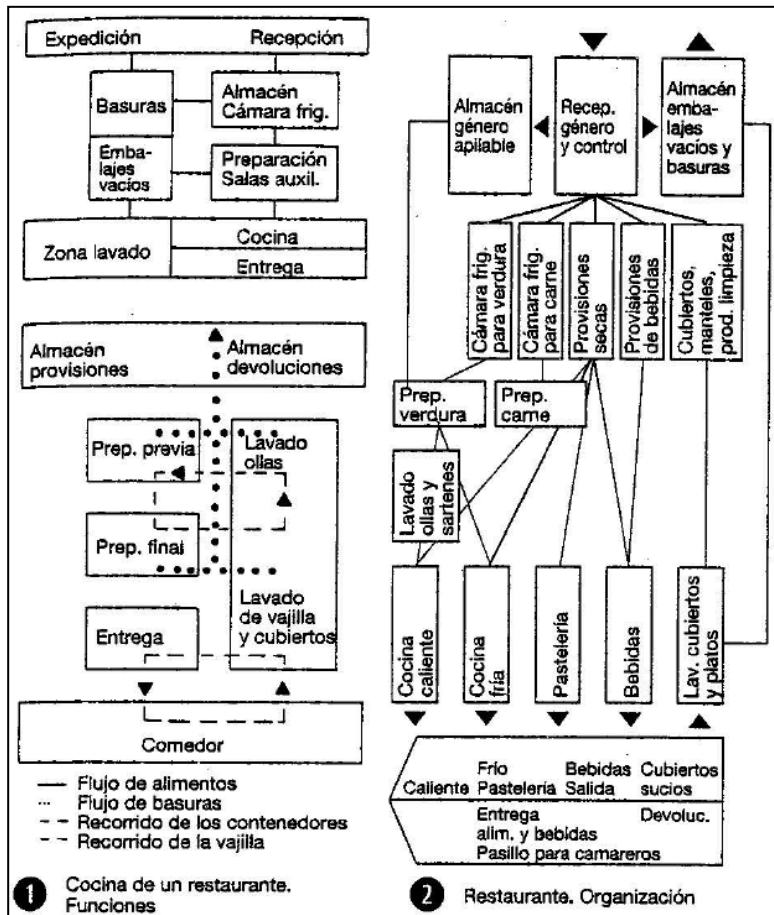 Expedición
Recepción
Basuras
Almacén
Cámara frig.
Emba-
lajes
vacíos
Preparación
Salas auxil.
Zona lavado
Cocina
Entrega
Almacén
provisiones
Almacén
devoluciones
Prep. previa
Lavado
ollas
Prep. final
Lavado
de vajilla
y cubiertos
Entrega
Comedor
Flujo de alimentos
Flujo de basuras
Recorrido de los contenedores
Recorrido de la vajilla
1
Cocina de un restaurante.
Funciones
Almacén
género
apilable
Recep.
género
y control
Almacén
emba-
lajes
vacíos y
basuras
Cámara frig.
para verdura
Cámara frig.
para carne
Provisiones
secas
Provisiones
de bebidas
Cubiertos,
manteles,
prod. limpieza
Prep.
verdura
Prep.
carne
Lavado
ollas y
sartenes
Cocina
caliente
Cocina
fría
Pastelería
Bebidas
Lav. cubiertos
y platos
Caliente
Frío
Pastelería
Bebidas
Salida
Cubiertos
sucios
Entrega
alim. y bebidas
Pasillo para camareros
Devoluc.
2
Restaurante. Organización